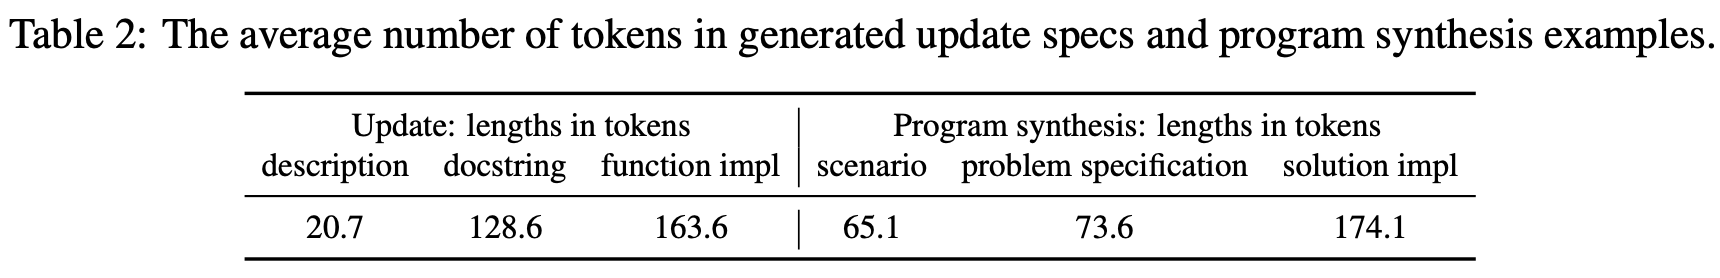 Table 2: The average number of tokens in generated update specs and program synthesis examples.
Update: lengths in tokens Program synthesis: lengths in tokens
description docstring function impl scenario problem specification solution impl
20.7 128.6 163.6 65.1 73.6 174.1